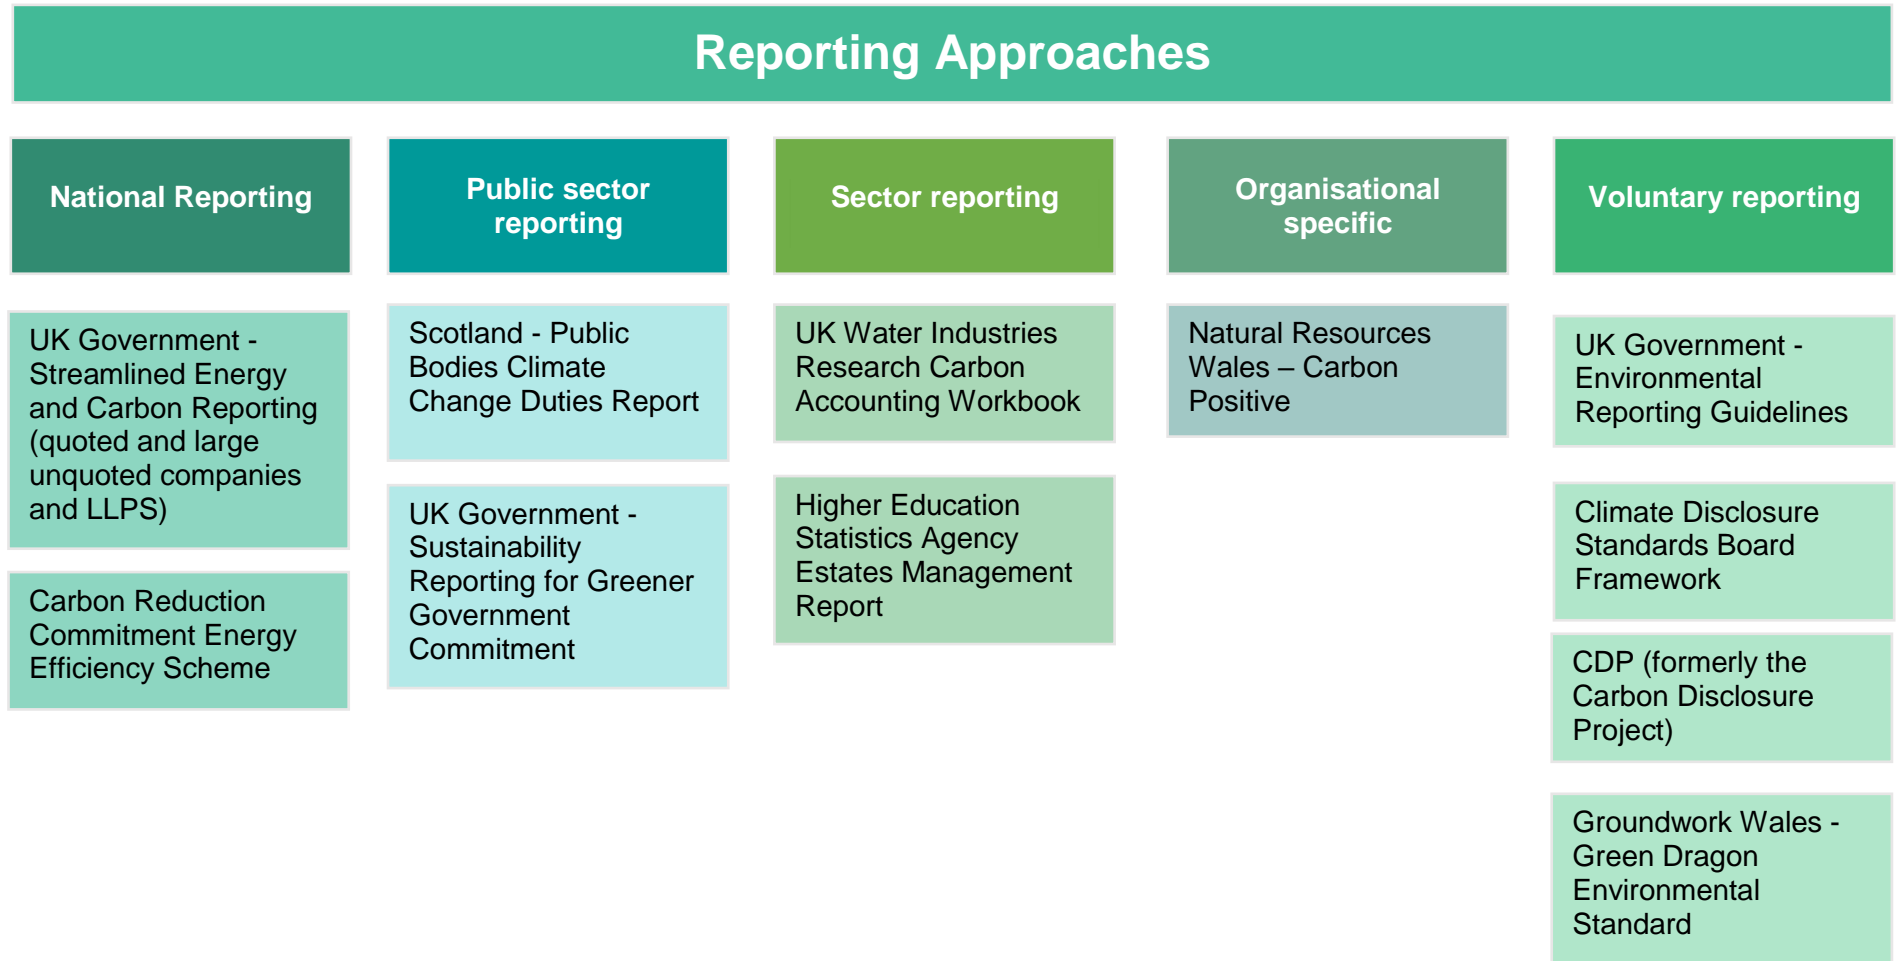 Reporting Approaches
National Reporting
UK Government -
Streamlined Energy
and Carbon Reporting
(quoted and large
unquoted companies
and LLPS)
Carbon Reduction
Commitment Energy
Efficiency Scheme
Public sector
reporting
Scotland - Public
Bodies Climate
Change Duties Report
UK Government -
Sustainability
Reporting for Greener
Government
Commitment
Sector reporting
UK Water Industries
Research Carbon
Accounting Workbook
Higher Education
Statistics Agency
Estates Management
Report
Organisational
specific
Natural Resources
Wales – Carbon
Positive
Voluntary reporting
UK Government -
Environmental
Reporting Guidelines
Climate Disclosure
Standards Board
Framework
CDP (formerly the
Carbon Disclosure
Project)
Groundwork Wales -
Green Dragon
Environmental
Standard